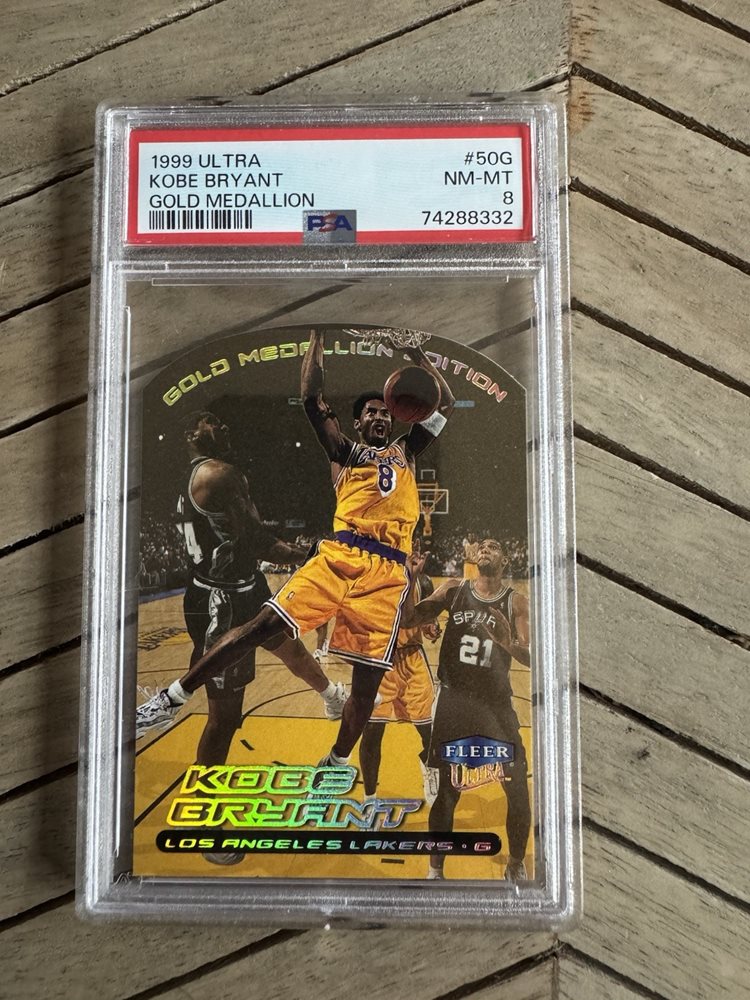 1999 ULTRA #50G
KOBE BRYANT NM-MT
GOLD MEDALLION 8
PSA 74288332
GOLD MEDALLION EDITION
LAKERS
8
4
SPURS
21
FLEER
ULTRA
KOBE
BRYANT
LOS ANGELES LAKERS · G